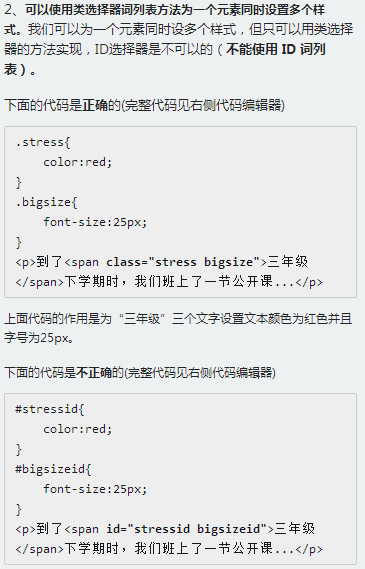 2、可以使用类选择器词列表方法为一个元素同时设置多个样
式。我们可以为一个元素同时设多个样式，但只可以用类选择
器的方法实现，ID选择器是不可以的（不能使用 ID 词列
表）。
下面的代码是正确的(完整代码见右侧代码编辑器)
.stress{
    color:red;
}
.bigsize{
    font-size:25px;
}
<p>到了<span class="stress bigsize">三年级
</span>下学期时，我们班上了一节公开课...</p>
上面代码的作用是为“三年级”三个文字设置文本颜色为红色并且
字号为25px。
下面的代码是不正确的(完整代码见右侧代码编辑器)
#stressid{
    color:red;
}
#bigsizeid{
    font-size:25px;
}
<p>到了<span id="stressid bigsizeid">三年级
</span>下学期时，我们班上了一节公开课...</p>